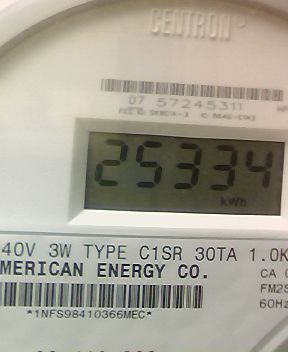 CENTRON
07 57245311
25334
kWh
40V 3W TYPE C1SR 30TA 1.0K
MERICAN ENERGY CO.
CA
FM2S
60Hz
*1NFS98410366MEC*